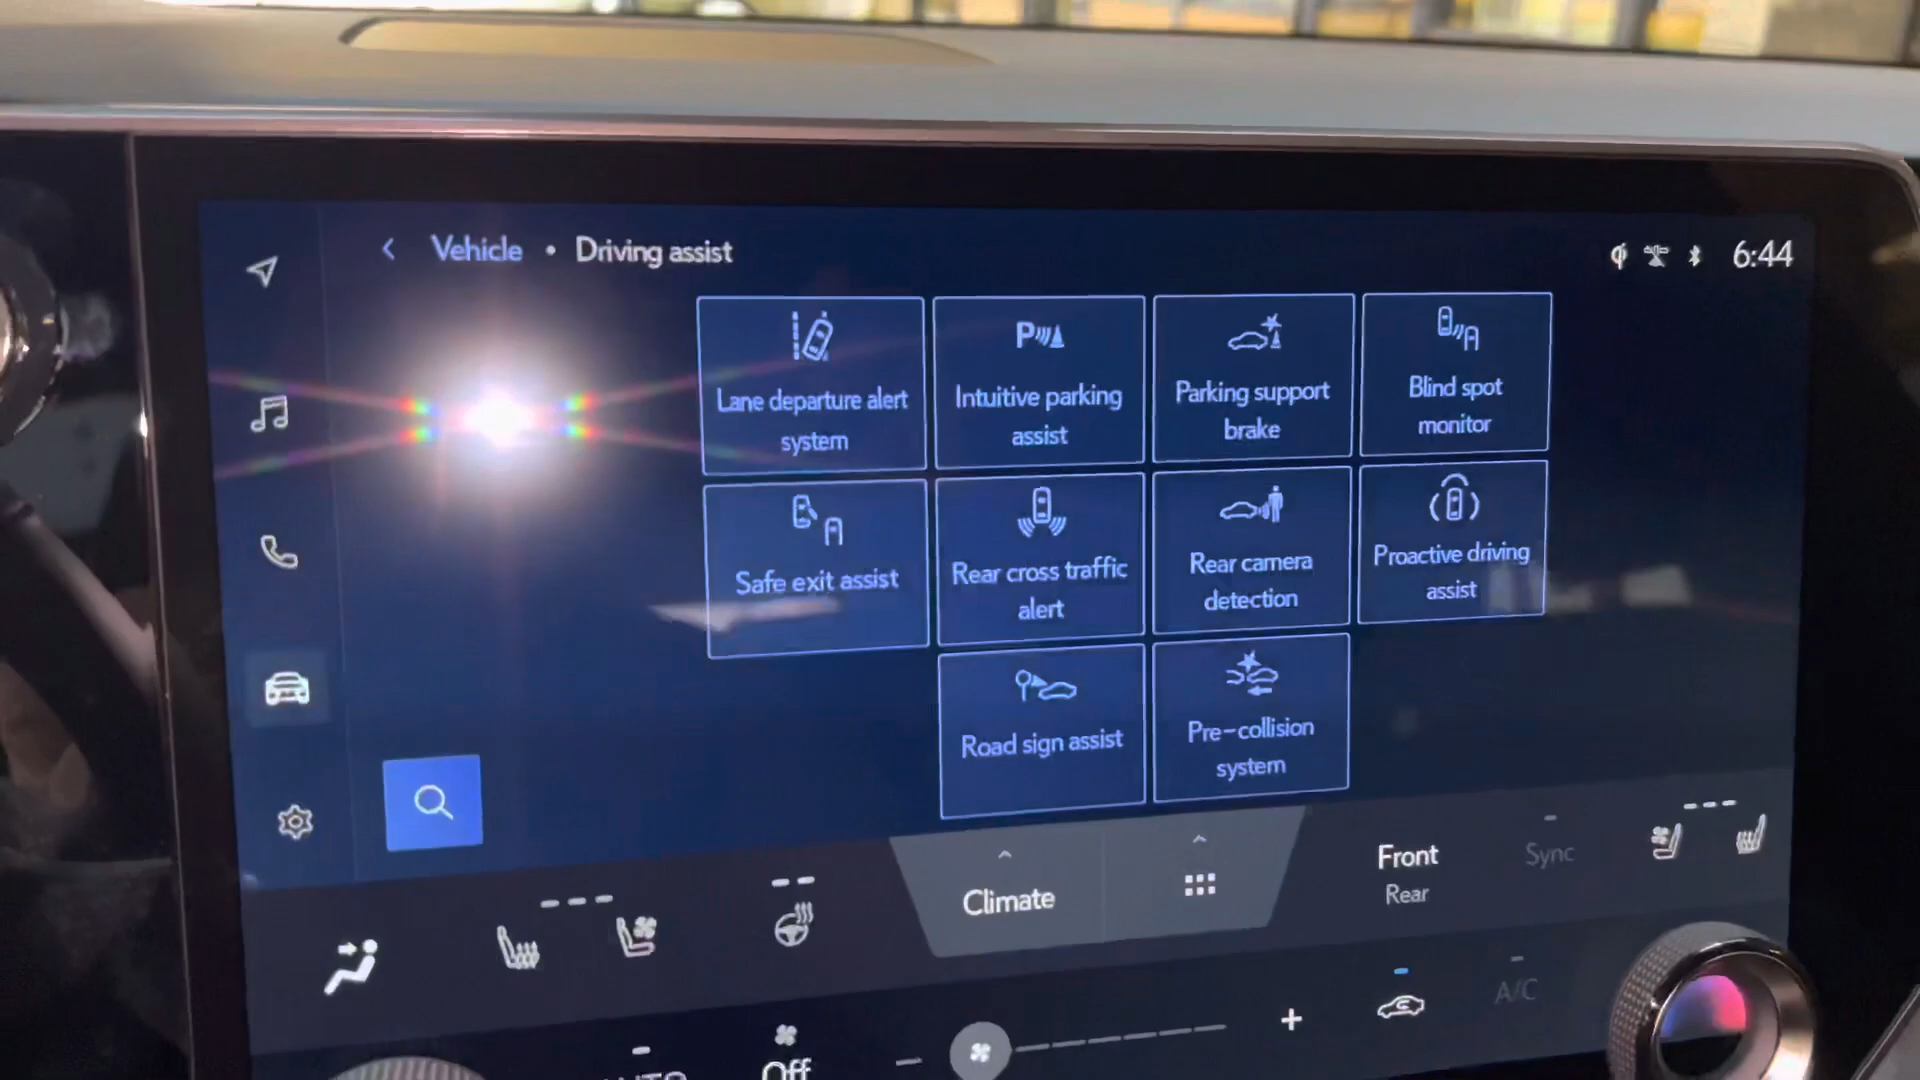 Vehicle • Driving assist
6:44
Lane departure alert
system
Intuitive parking
assist
Parking support
brake
Blind spot
monitor
Safe exit assist
Rear cross traffic
alert
Rear camera
detection
Proactive driving
assist
Road sign assist
Pre-collision
system
Climate
Front
Rear
Sync
A/C
AUTO
Off